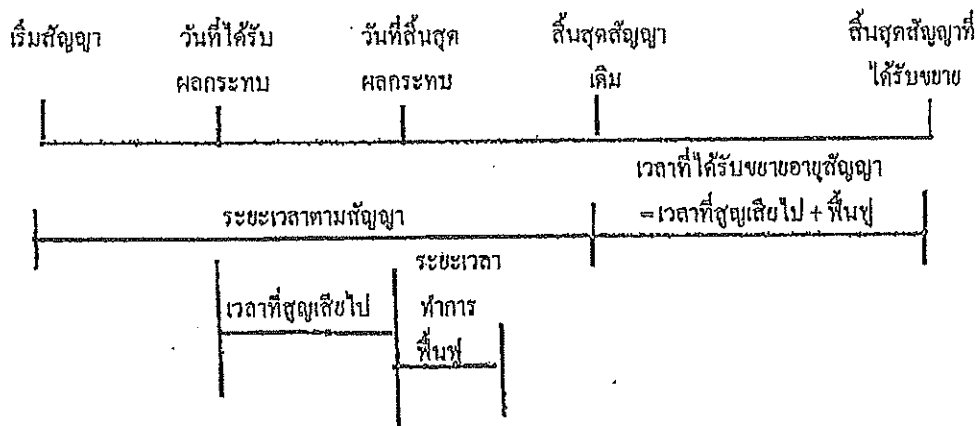 เริ่มสัญญา วันที่ได้รับ วันที่สิ้นสุด สิ้นสุดสัญญา สิ้นสุดสัญญาที่
ผลกระทบ ผลกระทบ เดิม ได้รับขยาย
เวลาที่ได้รับขยายอายุสัญญา
ระยะเวลาตามสัญญา =เวลาที่สูญเสียไป + ฟื้นฟู
ระยะเวลา
เวลาที่สูญเสียไป ทำการ
ฟื้นฟู